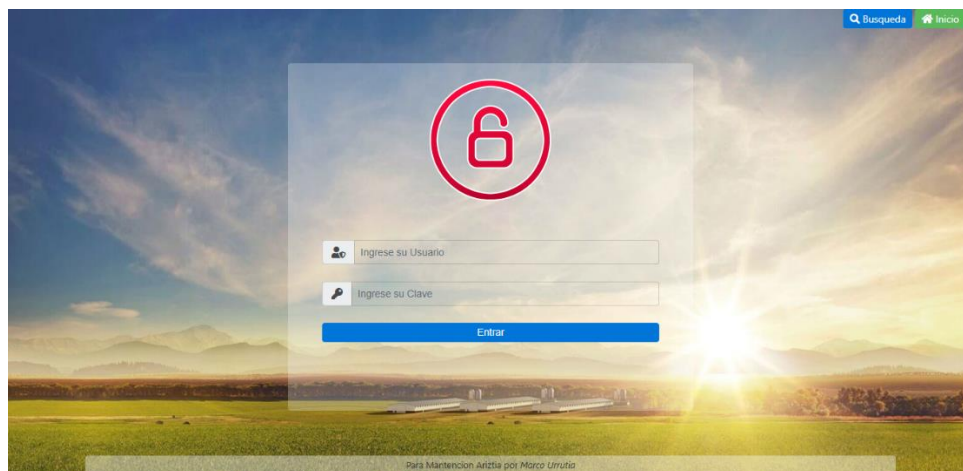 Busqueda
Inicio
Ingrese su Usuario
Ingrese su Clave
Entrar
Para Mantencion Ariztia por Marco Urrutia